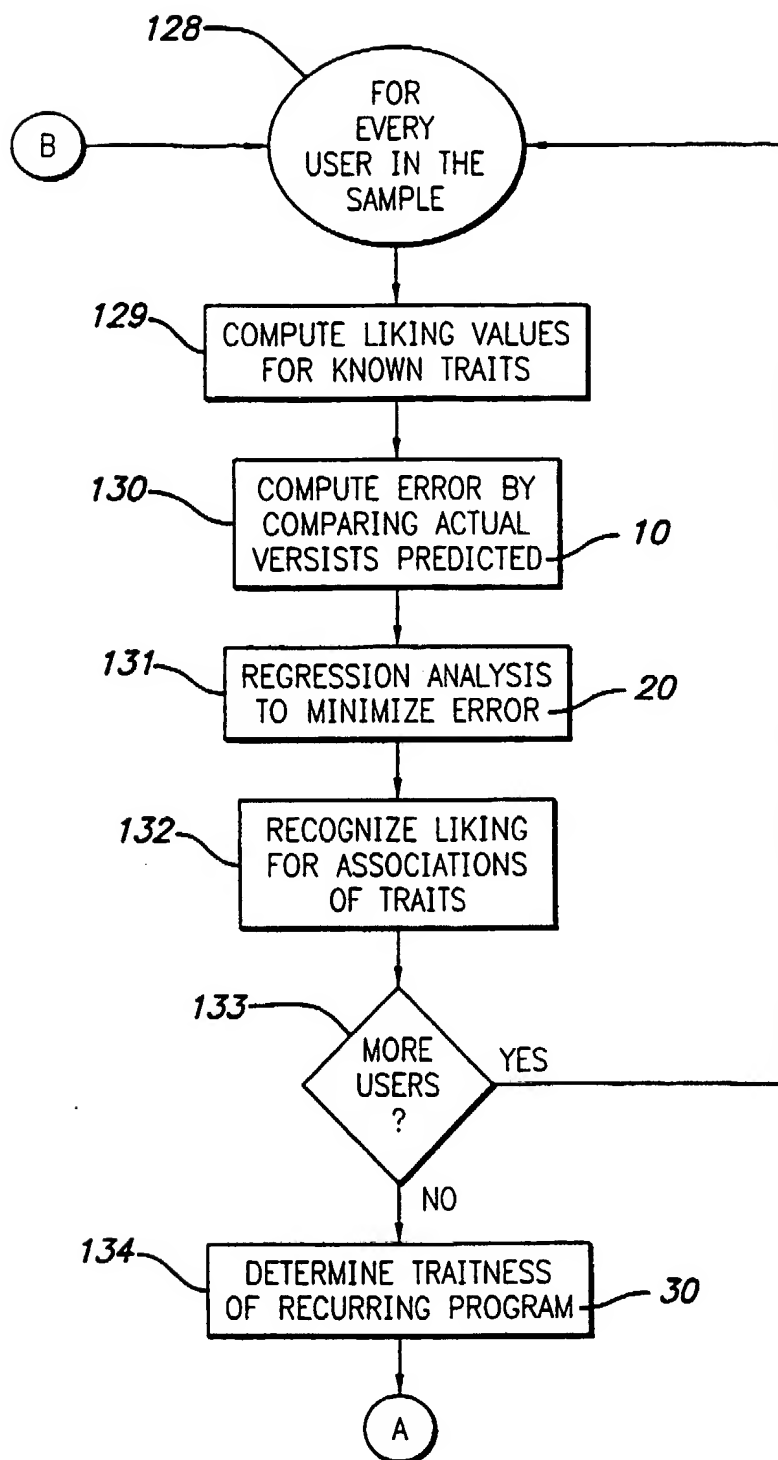 128
FOR
EVERY
USER IN THE
SAMPLE
B
129
COMPUTE LIKING VALUES
FOR KNOWN TRAITS
130
COMPUTE ERROR BY
COMPARING ACTUAL
VERSISTS PREDICTED
10
131
REGRESSION ANALYSIS
TO MINIMIZE ERROR
20
132
RECOGNIZE LIKING
FOR ASSOCIATIONS
OF TRAITS
133
MORE
USERS
?
YES
NO
134
DETERMINE TRAITNESS
OF RECURRING PROGRAM
30
A